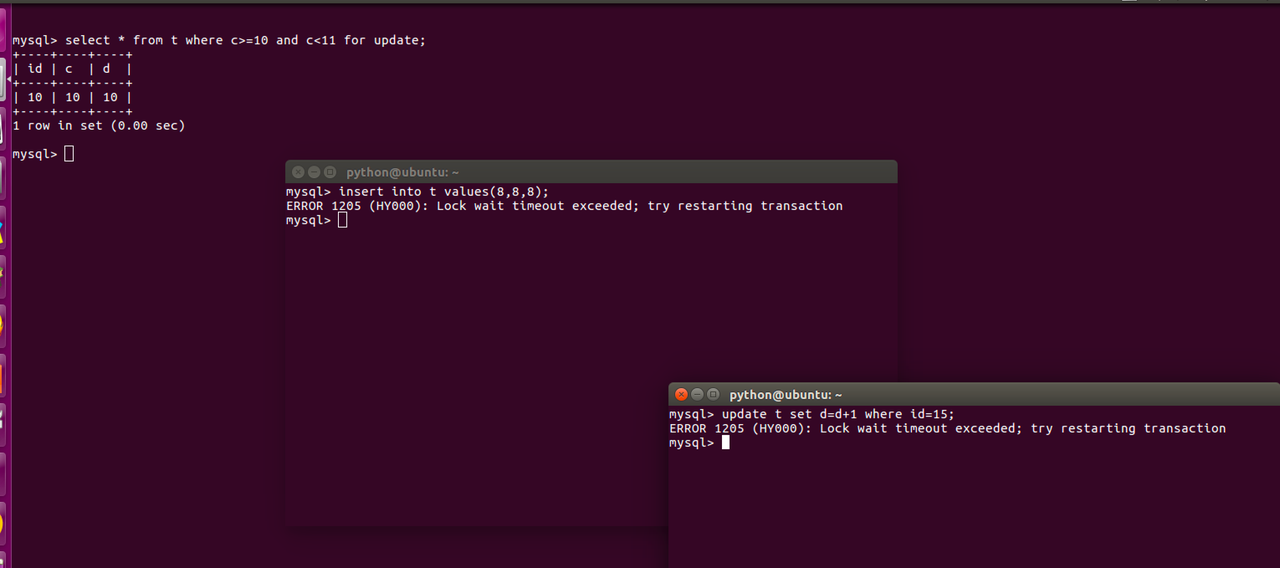 mysql> select * from t where c>=10 and c<11 for update;
+----+----+----+
| id | c  | d  |
+----+----+----+
| 10 | 10 | 10 |
+----+----+----+
1 row in set (0.00 sec)
mysql>
python@ubuntu: ~
mysql> insert into t values(8,8,8);
ERROR 1205 (HY000): Lock wait timeout exceeded; try restarting transaction
mysql>
python@ubuntu: ~
mysql> update t set d=d+1 where id=15;
ERROR 1205 (HY000): Lock wait timeout exceeded; try restarting transaction
mysql>